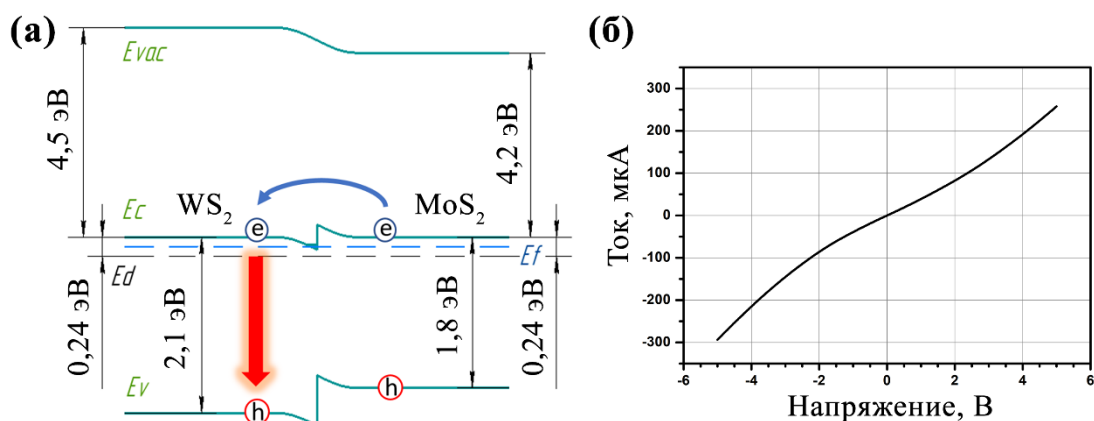 (а)
Evac
4,5 эВ
4,2 эВ
WS2
MoS2
Ec
e
e
Ed
Ef
0,24 эВ
2,1 эВ
1,8 эВ
0,24 эВ
Ev
h
h
(б)
Ток, мкА
300
200
100
0
-100
-200
-300
-6
-4
-2
0
2
4
6
Напряжение, В